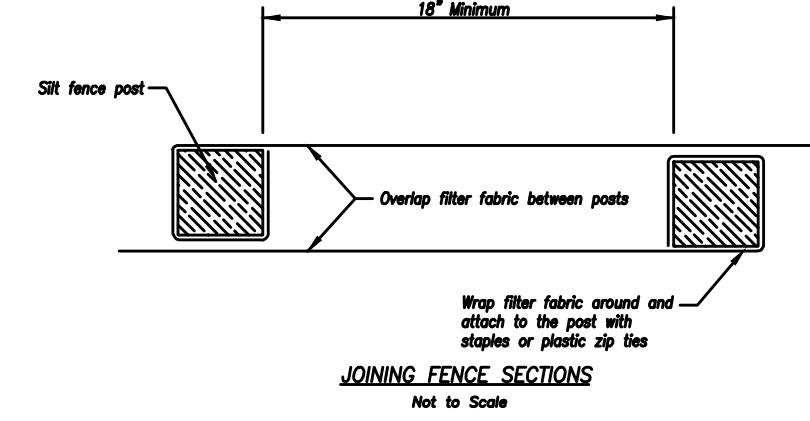 18" Minimum
Silt fence post
Overlap filter fabric between posts
Wrap filter fabric around and
attach to the post with
staples or plastic zip ties
JOINING FENCE SECTIONS
Not to Scale